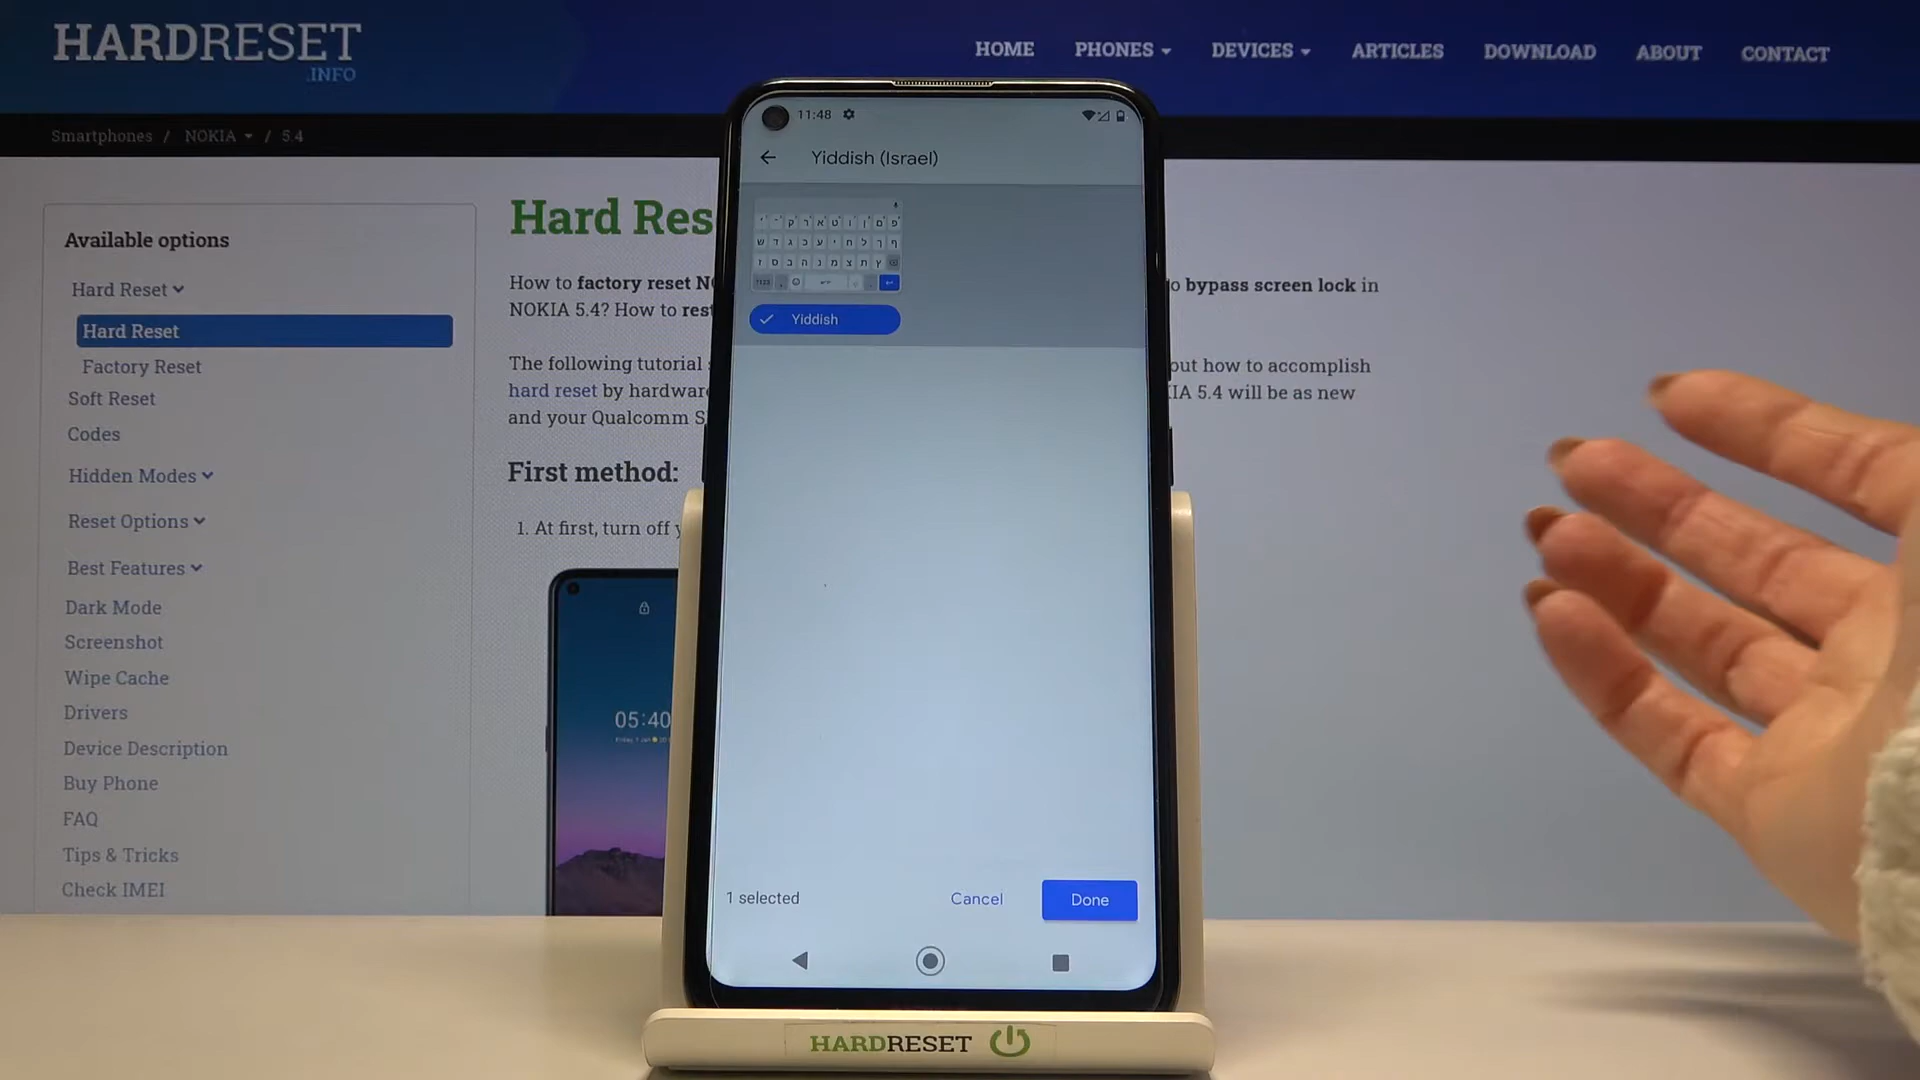 HARDRESET
.INFO
HOME PHONES DEVICES ARTICLES DOWNLOAD ABOUT CONTACT
Smartphones / NOKIA / 5.4
Available options
Hard Reset
Hard Reset
Factory Reset
Soft Reset
Codes
Hidden Modes
Reset Options
Best Features
Dark Mode
Screenshot
Wipe Cache
Drivers
Device Description
Buy Phone
FAQ
Tips & Tricks
Check IMEI
Hard Res
How to factory reset N
o bypass screen lock in
NOKIA 5.4? How to rest
The following tutorial
out how to accomplish
hard reset by hardware
IA 5.4 will be as new
and your Qualcomm S
First method:
1. At first, turn off y
05:40
11:48
Yiddish (Israel)
ק ר א ט ו ן ם פ
ש ד ג כ ע י ח ל ך ף
ז ס ב ה נ מ צ ת ץ
?123
Yiddish
1 selected
Cancel
Done
HARDRESET